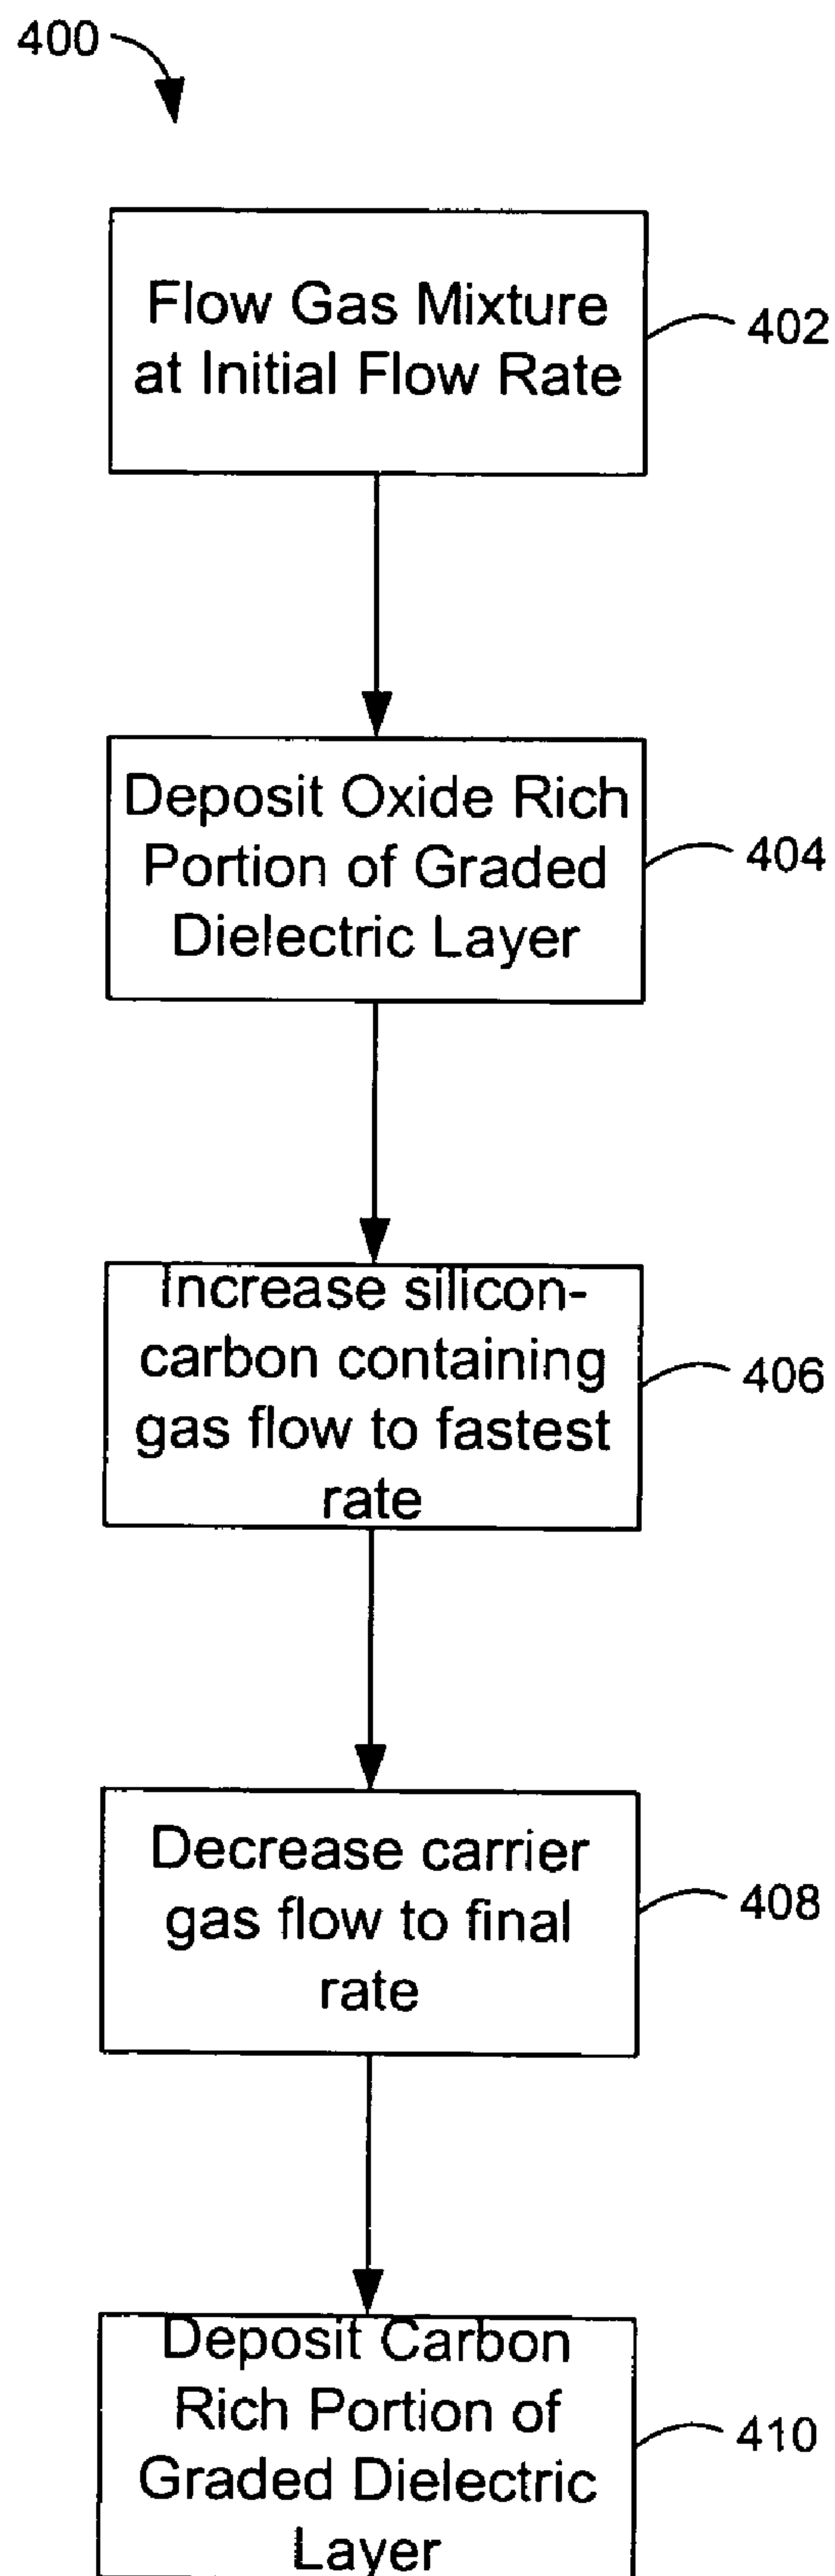 400
Flow Gas Mixture
at Initial Flow Rate
402
Deposit Oxide Rich
Portion of Graded
Dielectric Layer
404
Increase silicon-
carbon containing
gas flow to fastest
rate
406
Decrease carrier
gas flow to final
rate
408
Deposit Carbon
Rich Portion of
Graded Dielectric
Layer
410